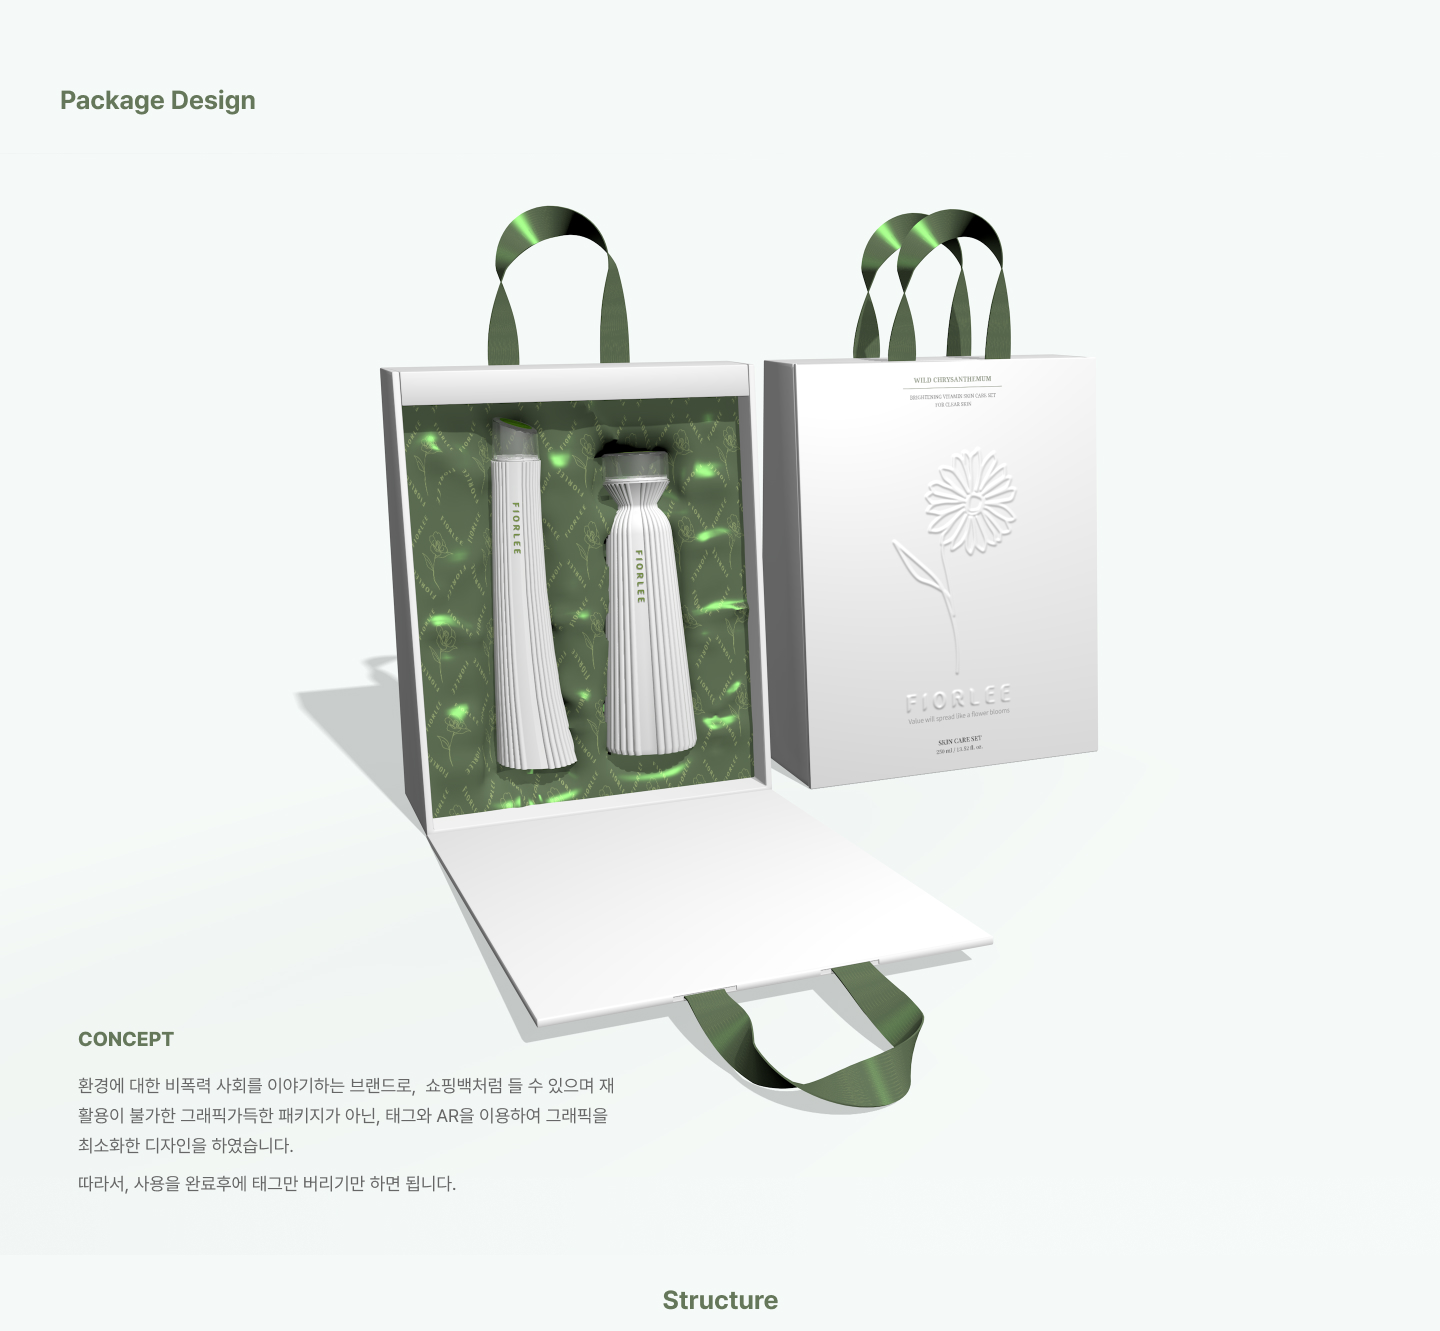 Package Design
WILD CHRYSANTHEMUM
BRIGHTENING VITAMIN SKIN CARE SET
FOR CLEAR SKIN
FIORLEE
FIORLEE
FIORLEE
Value will spread like a flower blooms
SKIN CARE SET
CONCEPT
환경에 대한 비폭력 사회를 이야기하는 브랜드로,  쇼핑백처럼 들 수 있으며 재
활용이 불가한 그래픽가득한 패키지가 아닌, 태그와 AR을 이용하여 그래픽을
최소화한 디자인을 하였습니다.
따라서, 사용을 완료후에 태그만 버리기만 하면 됩니다.
Structure